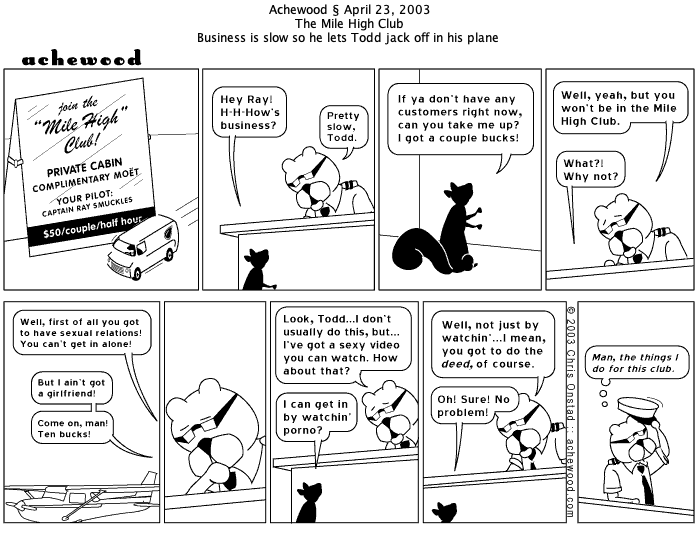 Achewood § April 23, 2003
The Mile High Club
Business is slow so he lets Todd jack off in his plane
achewood
join the
"Mile High"
Club!
PRIVATE CABIN
COMPLIMENTARY MOËT
YOUR PILOT:
CAPTAIN RAY SMUCKLES
$50/couple/half hour
Hey Ray!
H-H-How's
business?
Pretty
slow,
Todd.
If ya don't have any
customers right now,
can you take me up?
I got a couple bucks!
Well, yeah, but you
won't be in the Mile
High Club.
What?!
Why not?
Well, first of all you got
to have sexual relations!
You can't get in alone!
But I ain't got
a girlfriend!
Come on, man!
Ten bucks!
Look, Todd...I don't
usually do this, but...
I've got a sexy video
you can watch. How
about that?
I can get in
by watchin'
porno?
Well, not just by
watchin'...I mean,
you got to do the
deed, of course.
Oh! Sure! No
problem!
© 2003 Chris Onstad :: achewood.com
Man, the things I
do for this club.